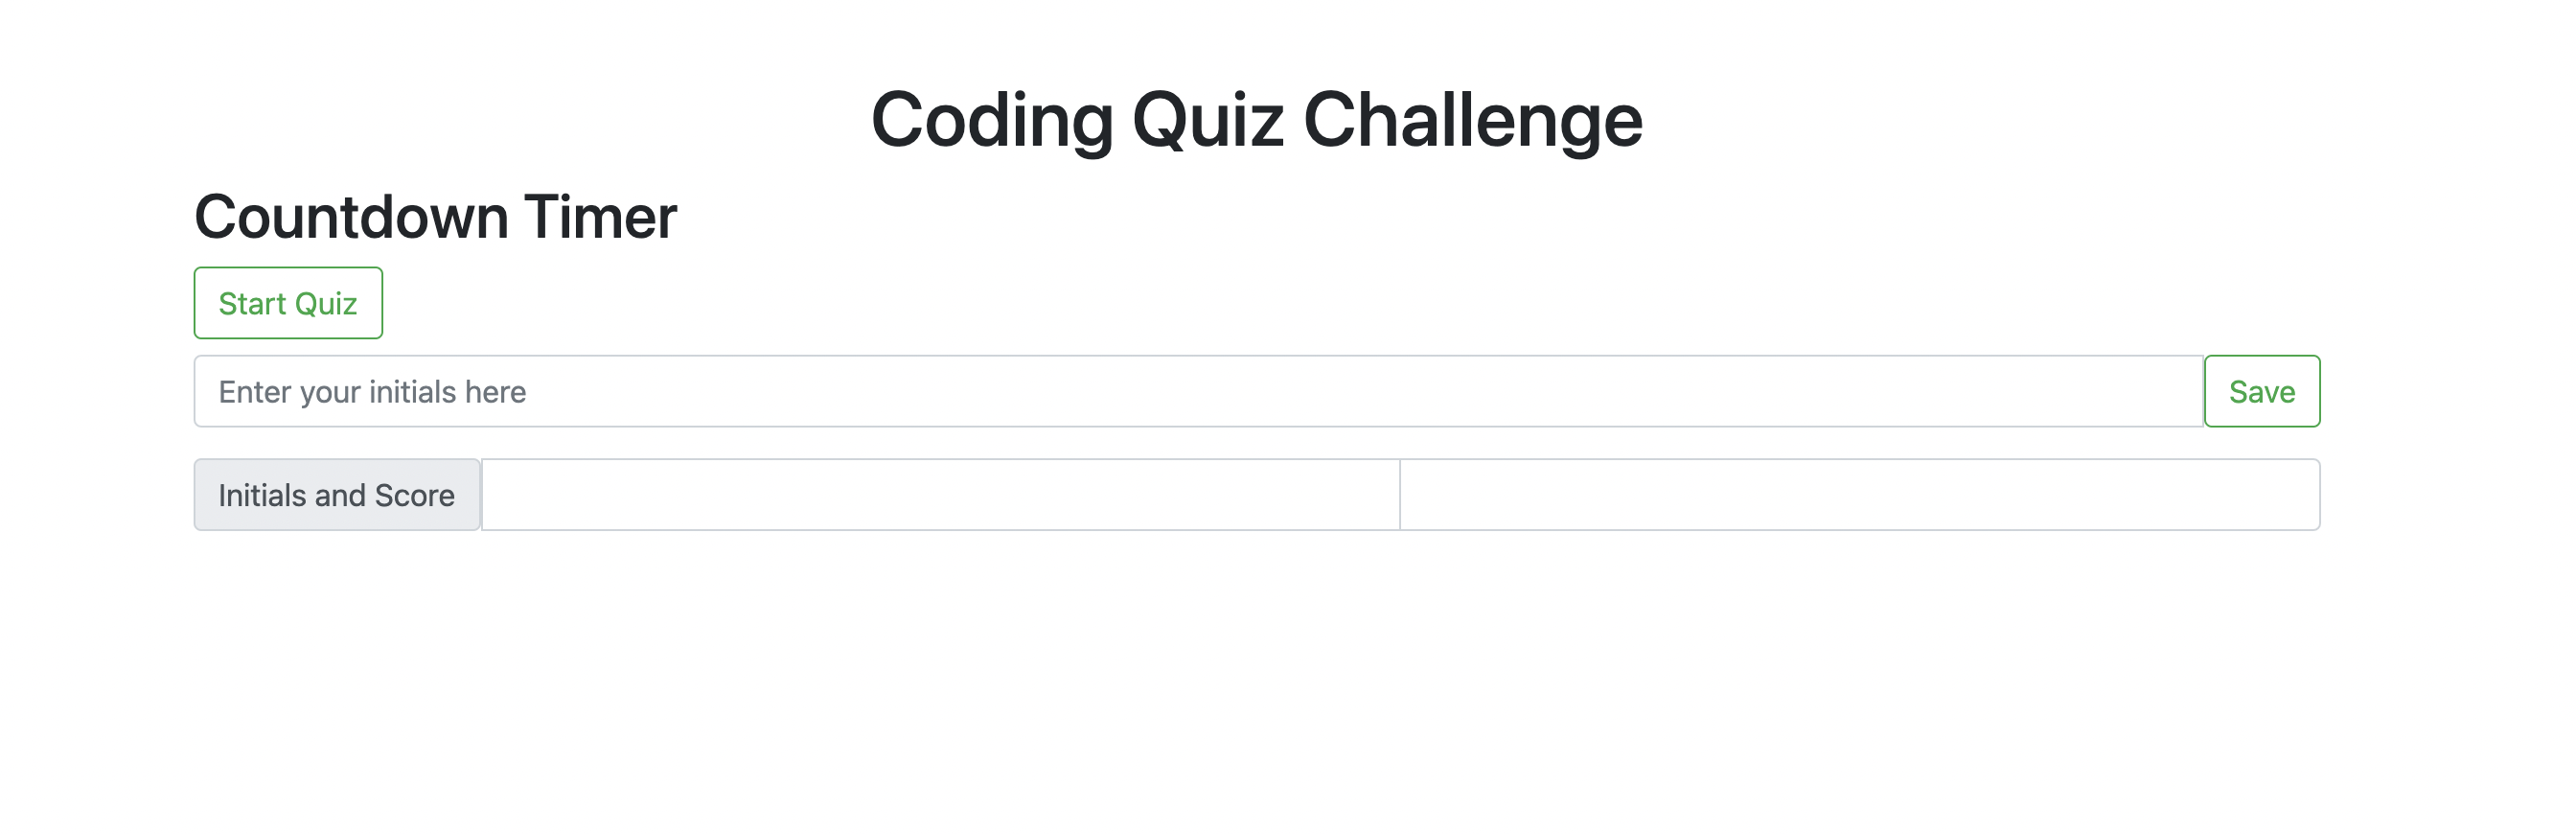 Coding Quiz Challenge
Countdown Timer
Start Quiz
Enter your initials here Save
Initials and Score